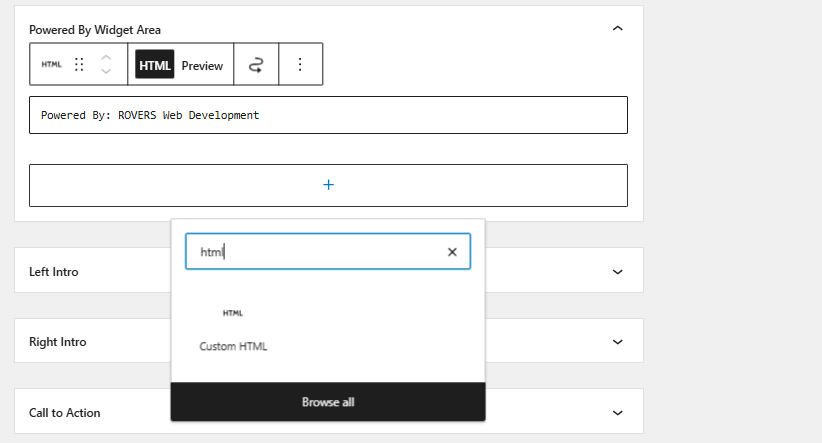 Powered By Widget Area
HTML HTML Preview
Powered By: ROVERS Web Development
+
html
Left Intro
HTML
Right Intro
Custom HTML
Browse all
Call to Action